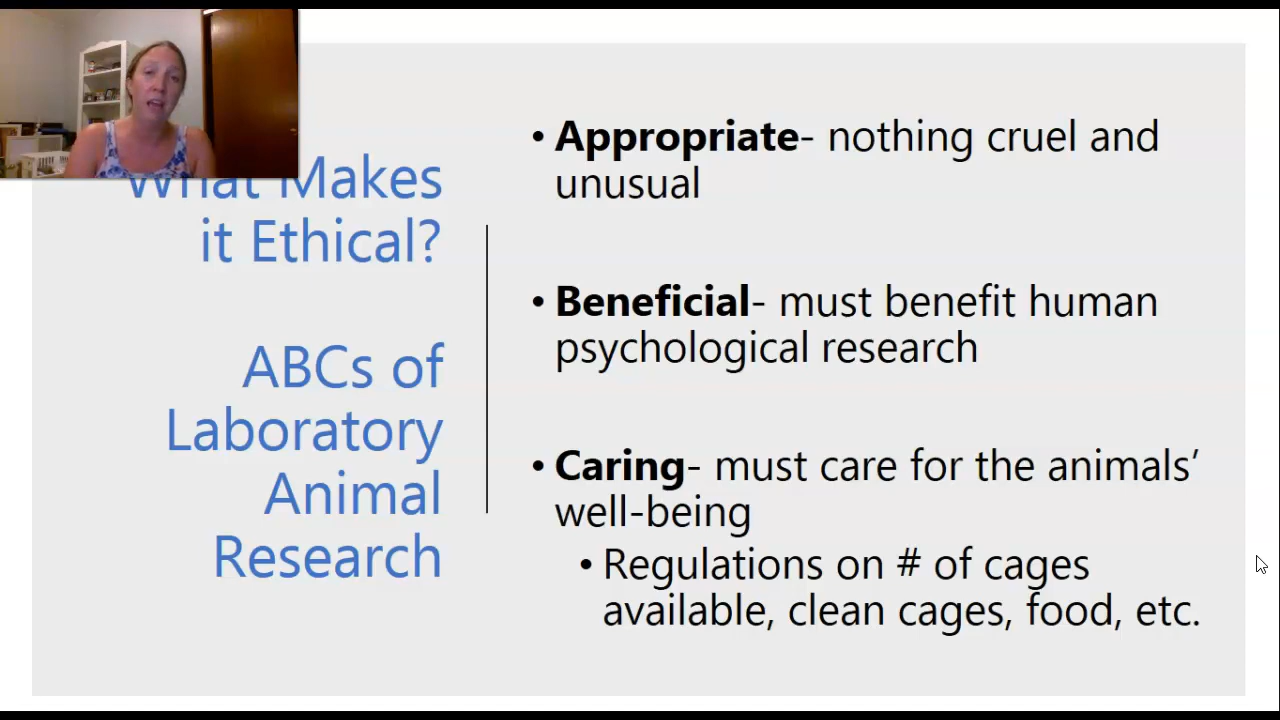 What Makes
it Ethical?
ABCs of
Laboratory
Animal
Research
• Appropriate- nothing cruel and
unusual
• Beneficial- must benefit human
psychological research
• Caring- must care for the animals’
well-being
• Regulations on # of cages
available, clean cages, food, etc.